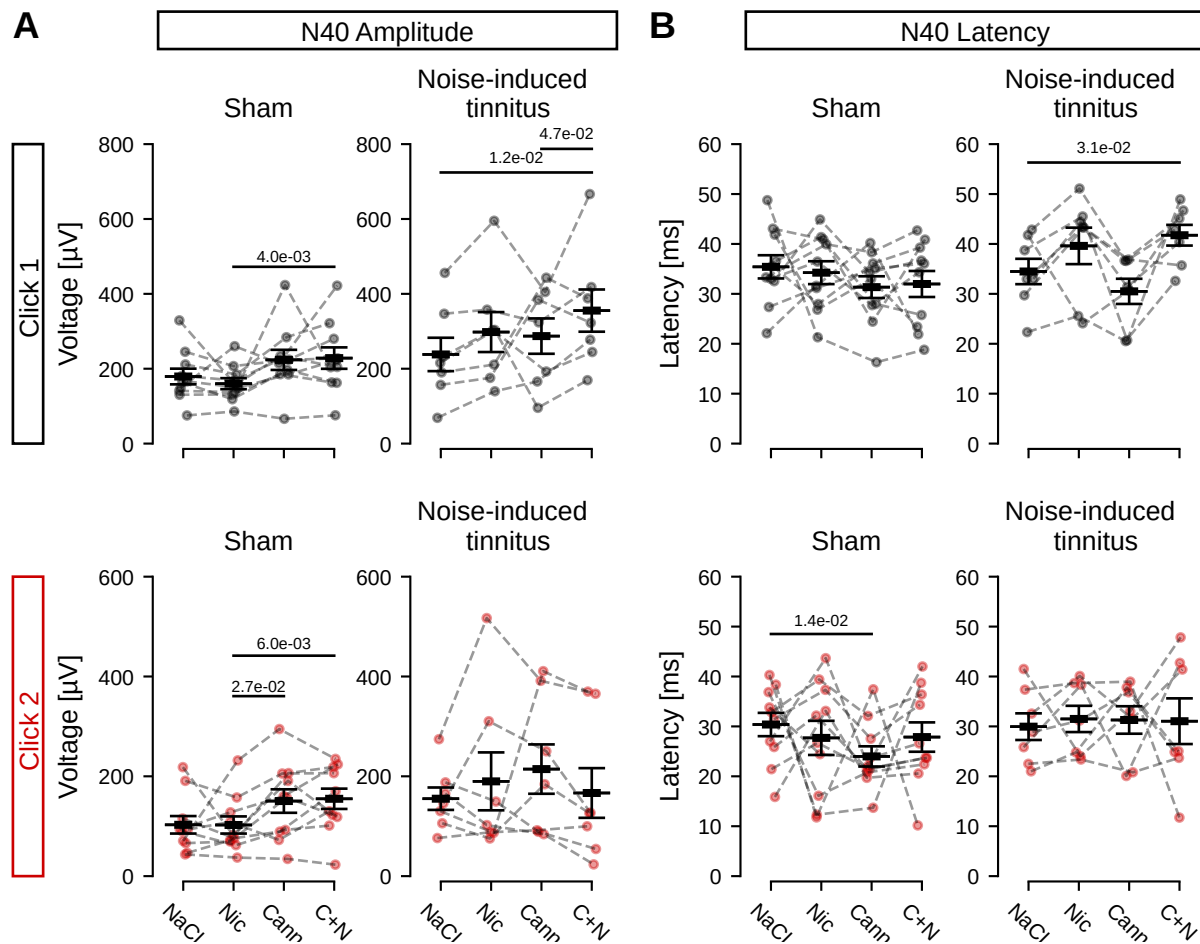 A
N40 Amplitude
B
N40 Latency
Click 1
Sham
Noise-induced
tinnitus
Sham
Noise-induced
tinnitus
Voltage [µV]
800
600
400
200
0
4.0e-03
800
600
400
200
0
4.7e-02
1.2e-02
Latency [ms]
60
50
40
30
20
10
0
60
50
40
30
20
10
0
3.1e-02
Click 2
Sham
Noise-induced
tinnitus
Sham
Noise-induced
tinnitus
Voltage [µV]
600
400
200
0
6.0e-03
2.7e-02
600
400
200
0
Latency [ms]
60
50
40
30
20
10
0
1.4e-02
60
50
40
30
20
10
0
NaCl
Nic
Cann
C+N
NaCl
Nic
Cann
C+N
NaCl
Nic
Cann
C+N
NaCl
Nic
Cann
C+N